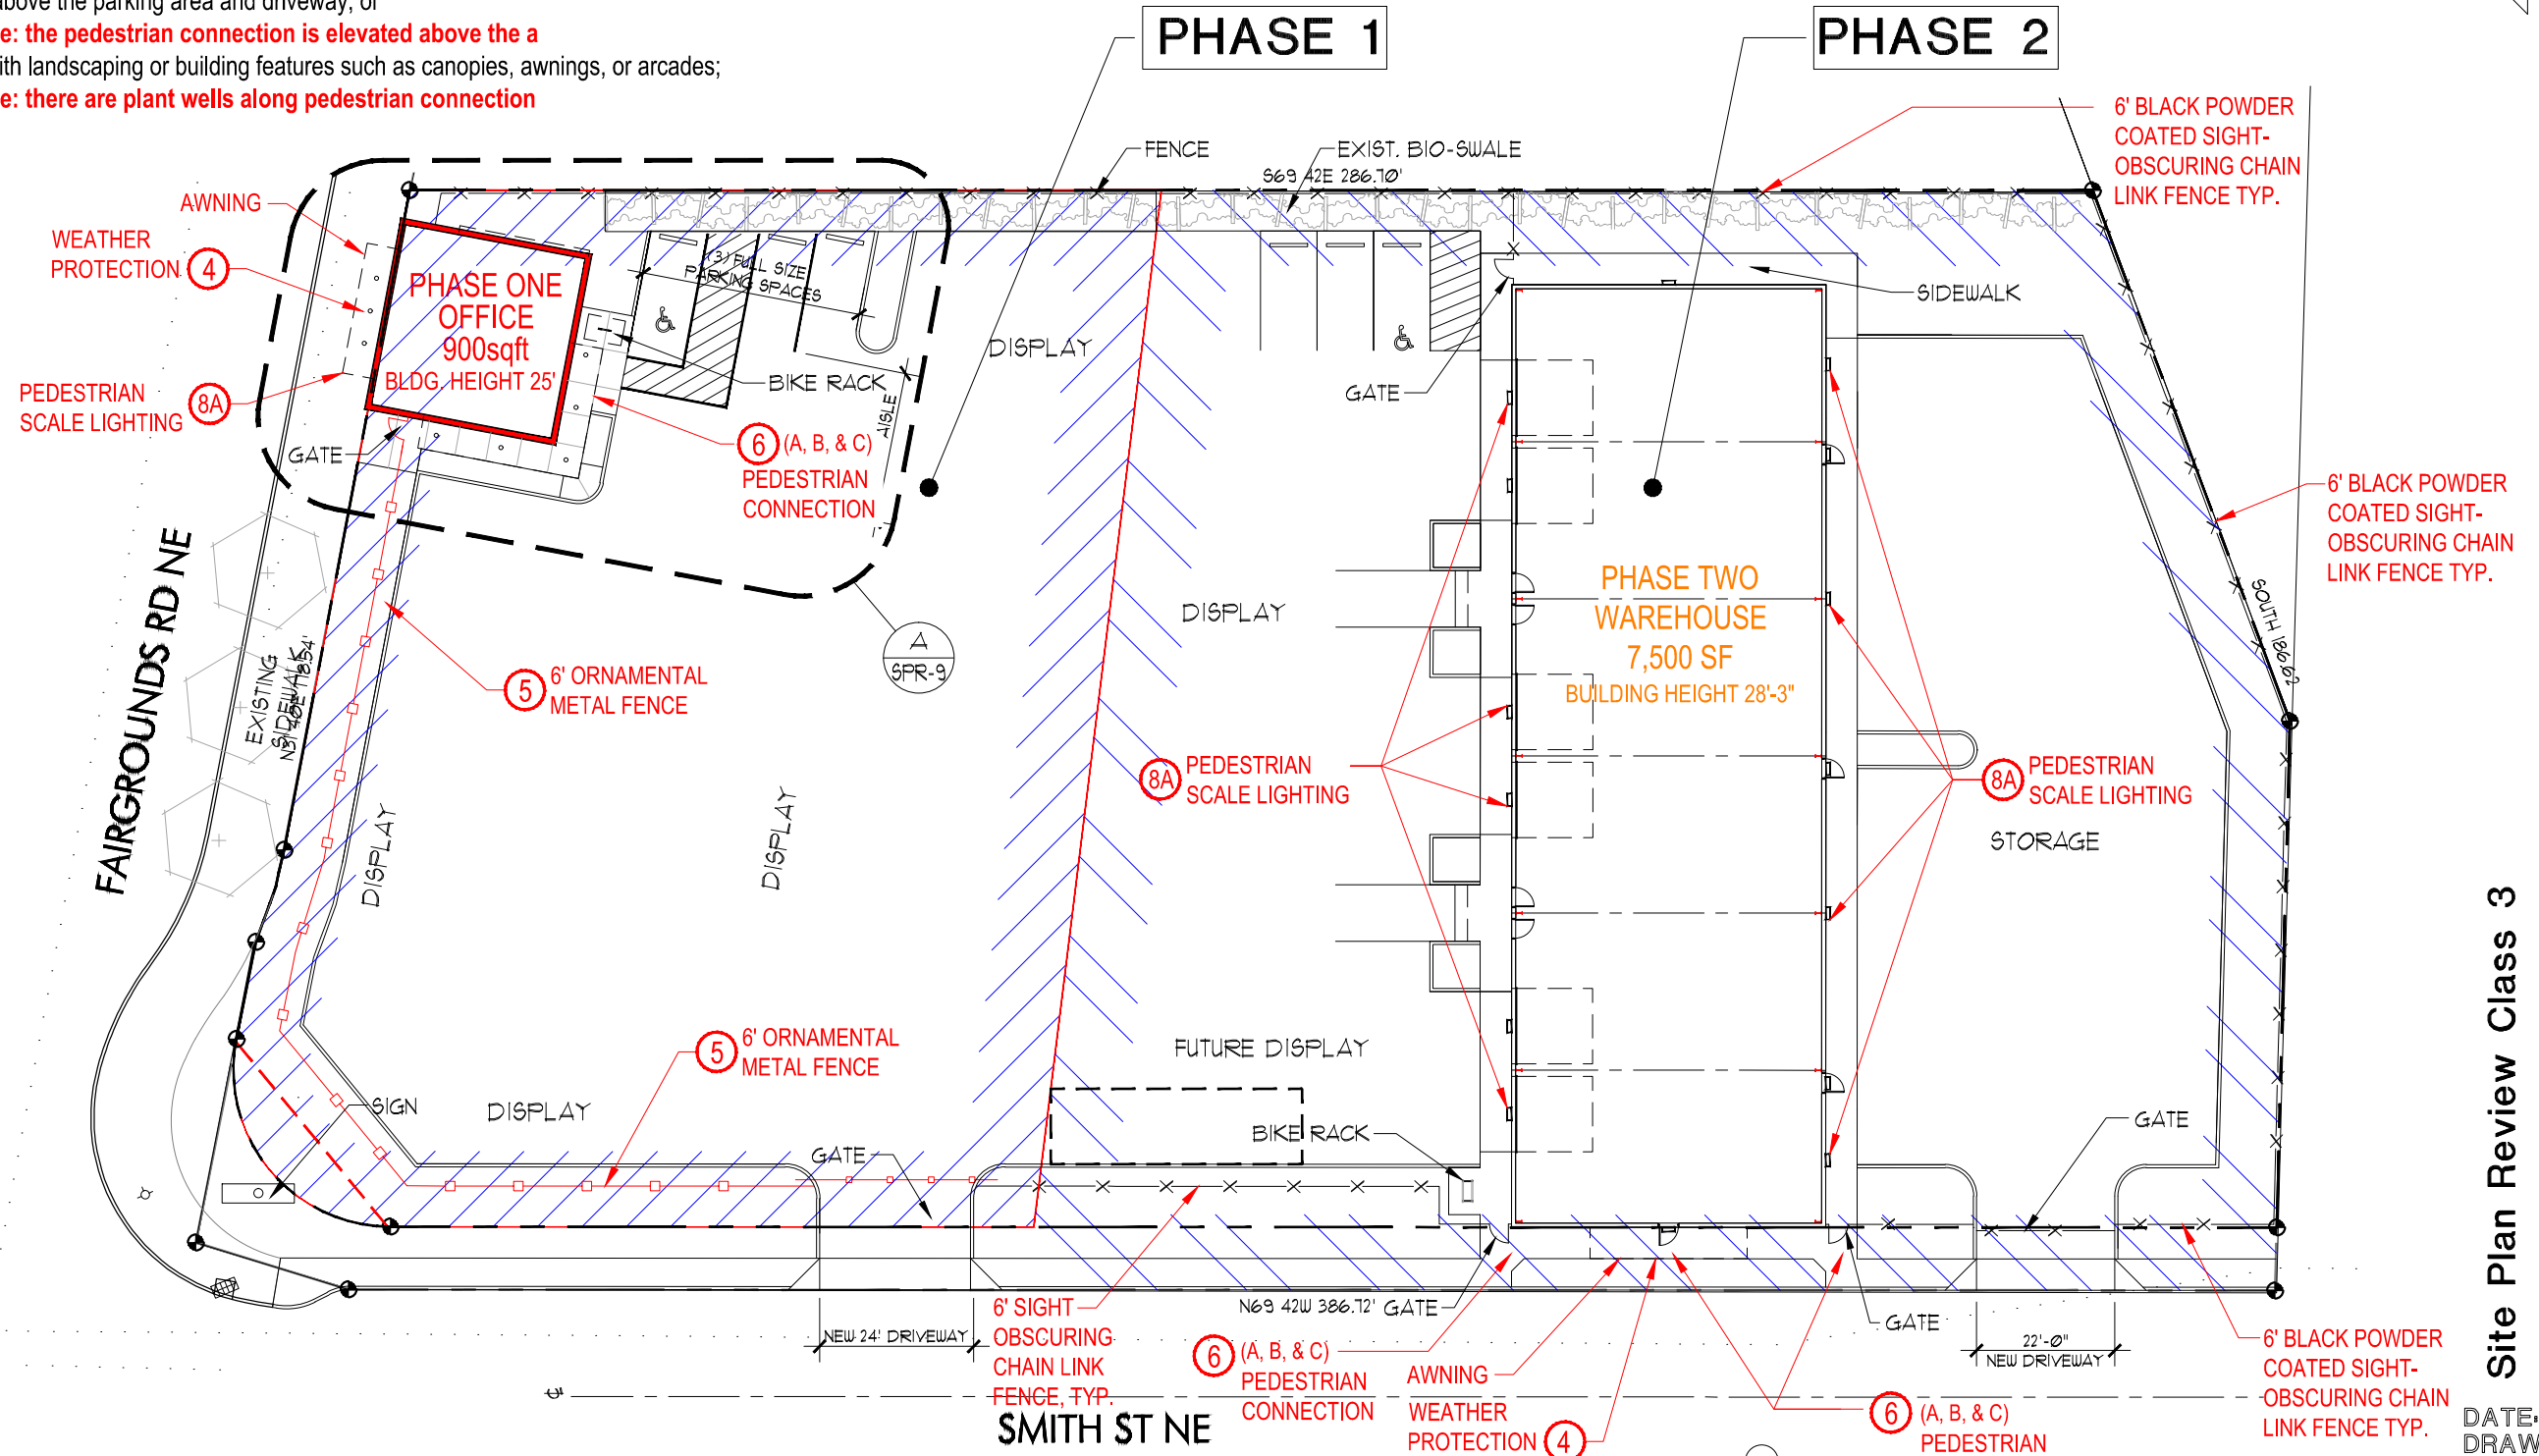 above the parking area and driveway; or
e: the pedestrian connection is elevated above the a
ith landscaping or building features such as canopies, awnings, or arcades;
e: there are plant wells along pedestrian connection
PHASE 1
PHASE 2
6' BLACK POWDER
COATED SIGHT-
OBSCURING CHAIN
LINK FENCE TYP.
FENCE
EXIST. BIO-SWALE
S69 42E 286.70'
AWNING
WEATHER
PROTECTION 4
PHASE ONE
OFFICE
900sqft
BLDG. HEIGHT 25'
(3) FULL SIZE
PARKING SPACES
SIDEWALK
DISPLAY
BIKE RACK
GATE
AISLE
PEDESTRIAN
SCALE LIGHTING 8A
GATE
6 (A, B, & C)
PEDESTRIAN
CONNECTION
6' BLACK POWDER
COATED SIGHT-
OBSCURING CHAIN
LINK FENCE TYP.
FAIRGROUNDS RD NE
EXISTING
SIDEWALK
DISPLAY
A
SPR-9
PHASE TWO
WAREHOUSE
7,500 SF
BUILDING HEIGHT 28'-3"
SOUTH 186.62
5 6' ORNAMENTAL
METAL FENCE
8A PEDESTRIAN
SCALE LIGHTING
8A PEDESTRIAN
SCALE LIGHTING
STORAGE
DISPLAY
DISPLAY
5 6' ORNAMENTAL
METAL FENCE
FUTURE DISPLAY
SIGN
DISPLAY
GATE
BIKE RACK
GATE
6' SIGHT
OBSCURING
CHAIN LINK
FENCE, TYP.
N69 42W 386.72'
GATE
GATE
NEW 24' DRIVEWAY
22'-0"
NEW DRIVEWAY
6 (A, B, & C)
PEDESTRIAN
CONNECTION
AWNING
WEATHER
PROTECTION 4
6 (A, B, & C)
PEDESTRIAN
6' BLACK POWDER
COATED SIGHT-
OBSCURING CHAIN
LINK FENCE TYP.
SMITH ST NE
Site Plan Review Class 3
DATE:
DRAW